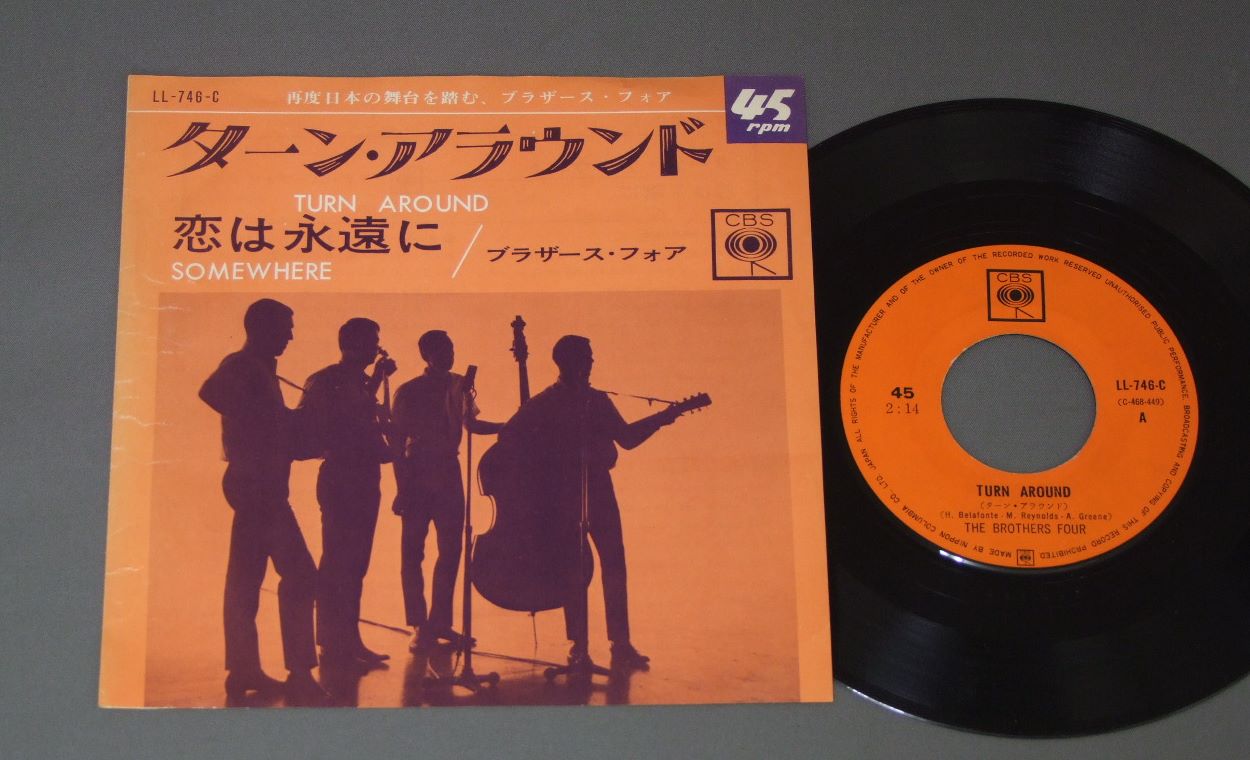 LL-746-C
再度日本の舞台を踏む、ブラザース・フォア
45
rpm
ターン・アラウンド
TURN AROUND
恋は永遠に
SOMEWHERE
ブラザース・フォア
CBS
CBS
MADE BY NIPPON COLUMBIA CO. LTD. JAPAN ALL RIGHTS OF THE MANUFACTURER AND OF THE OWNER OF THE RECORDED WORK RESERVED UNAUTHORISED PUBLIC PERFORMANCE, BROADCASTING AND COPYING OF THIS RECORD PROHIBITED
45
2:14
LL-746-C
(C-468-449)
A
TURN AROUND
(ターン・アラウンド)
(H. Belafonte - M. Reynolds - A. Greene)
THE BROTHERS FOUR